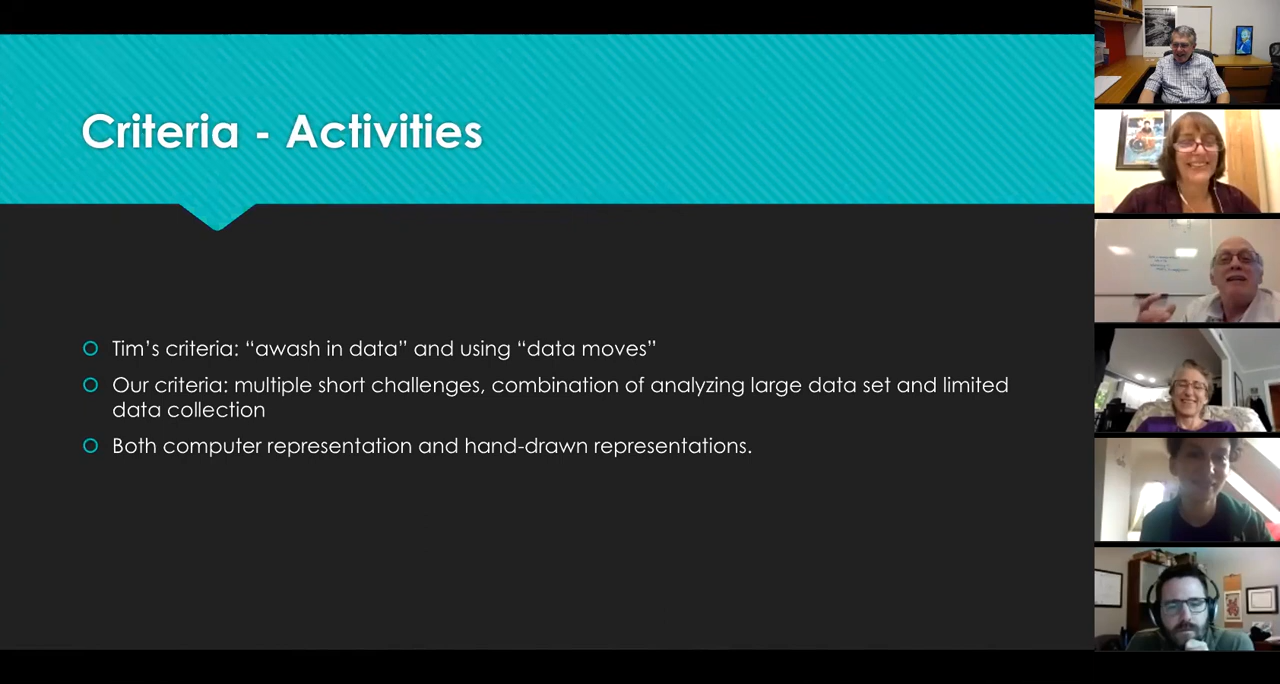 Criteria - Activities
Tim's criteria: “awash in data” and using “data moves”
Our criteria: multiple short challenges, combination of analyzing large data set and limited
data collection
Both computer representation and hand-drawn representations.